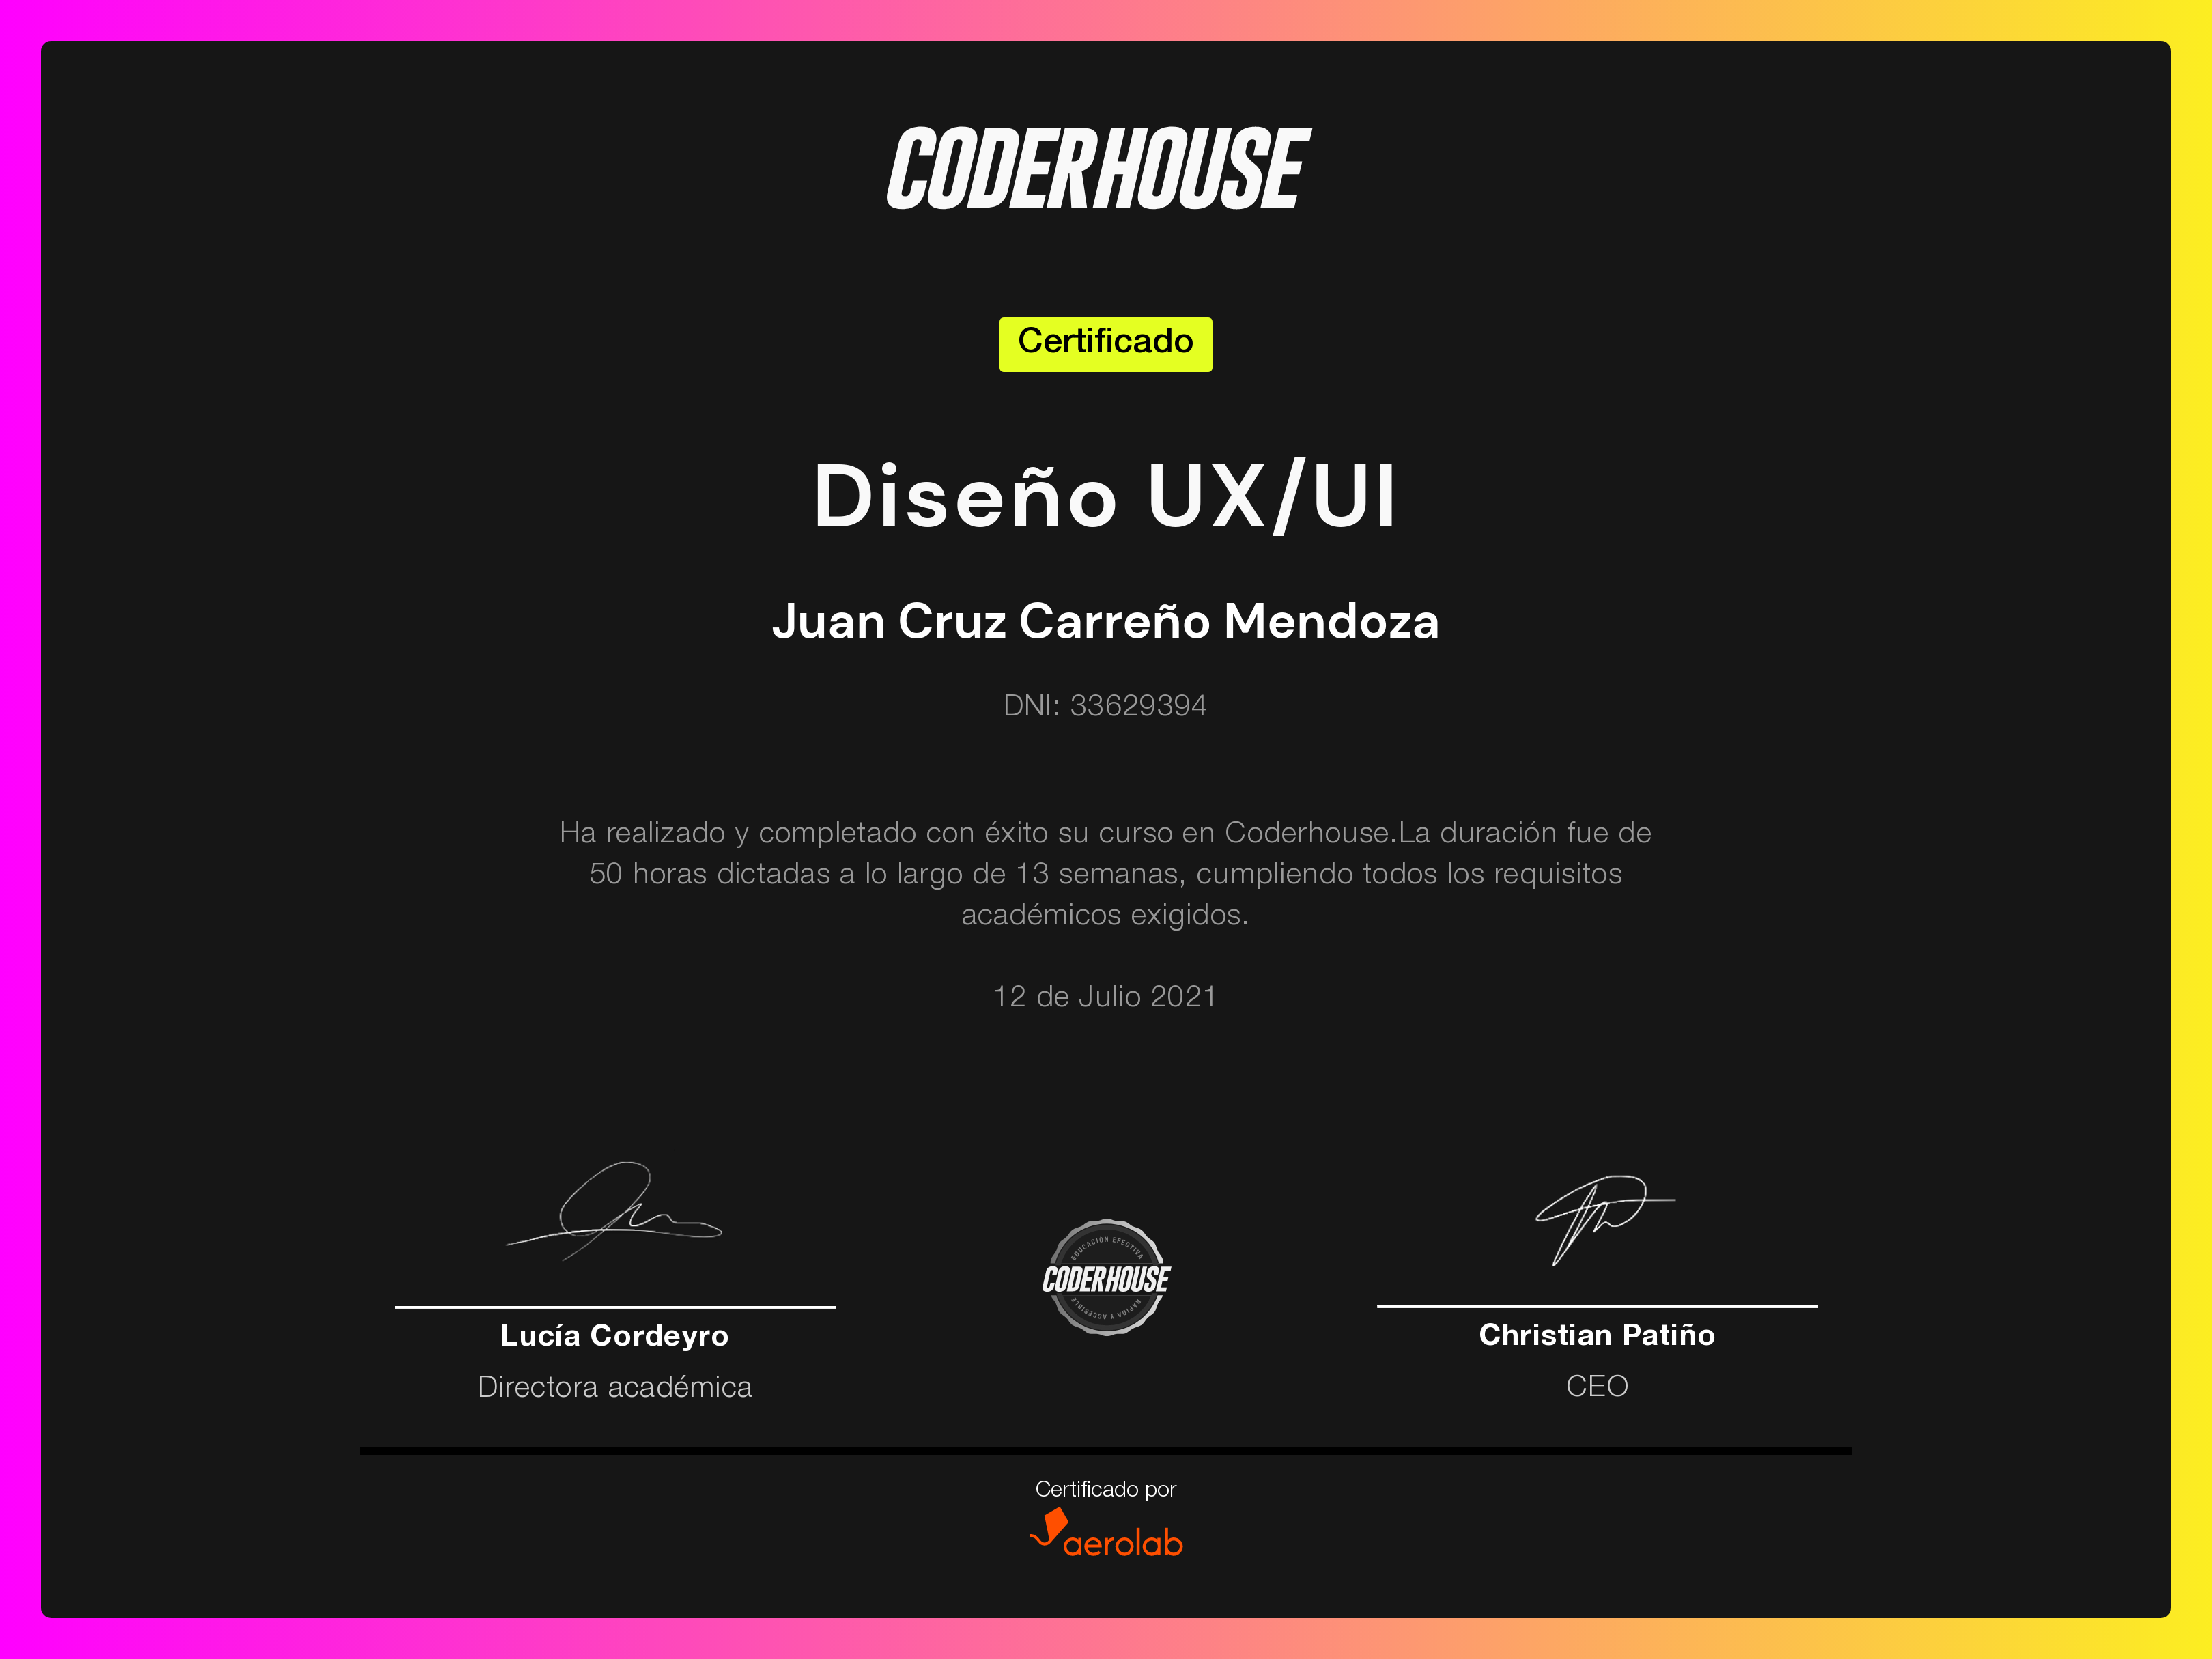 CODERHOUSE
Certificado
Diseño UX/UI
Juan Cruz Carreño Mendoza
DNI: 33629394
Ha realizado y completado con éxito su curso en Coderhouse.La duración fue de
50 horas dictadas a lo largo de 13 semanas, cumpliendo todos los requisitos
académicos exigidos.
12 de Julio 2021
EDUCACIÓN EFECTIVA
CODERHOUSE
RÁPIDA Y ACCESIBLE
Lucía Cordeyro
Directora académica
Christian Patiño
CEO
Certificado por
aerolab